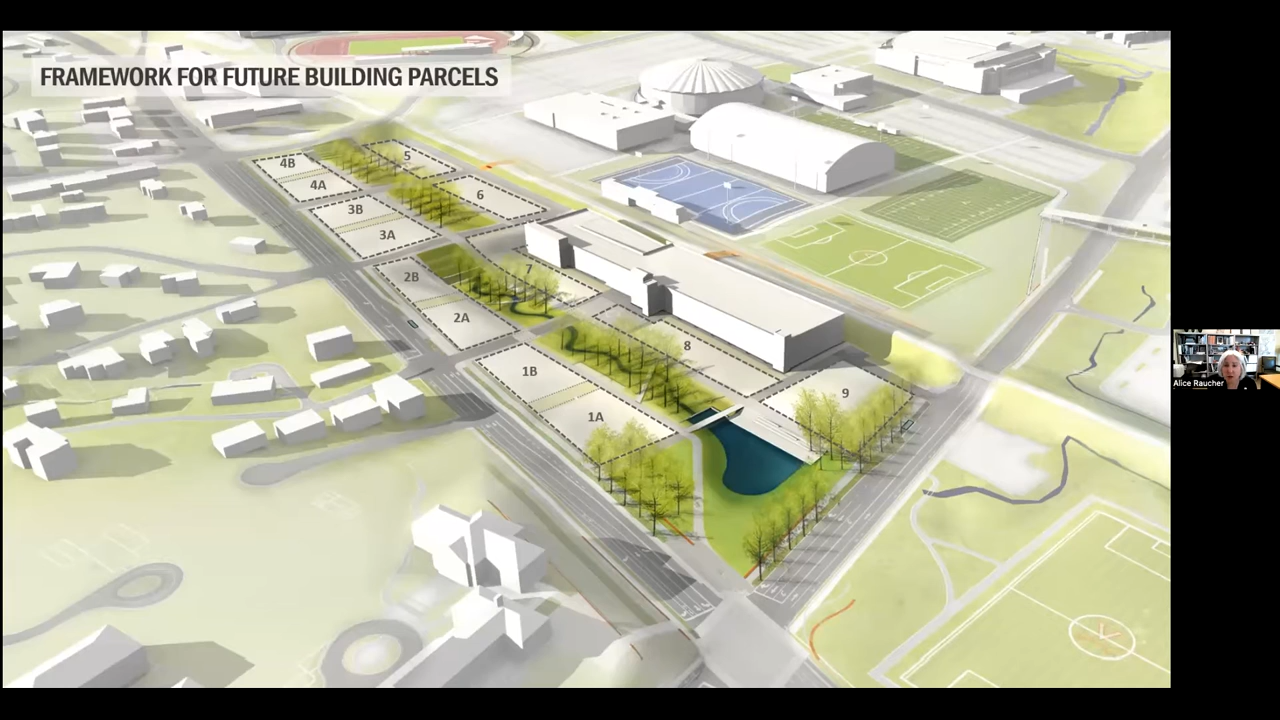 FRAMEWORK FOR FUTURE BUILDING PARCELS
4B
5
4A
6
3B
3A
7
2B
2A
8
1B
9
1A
Alice Raucher